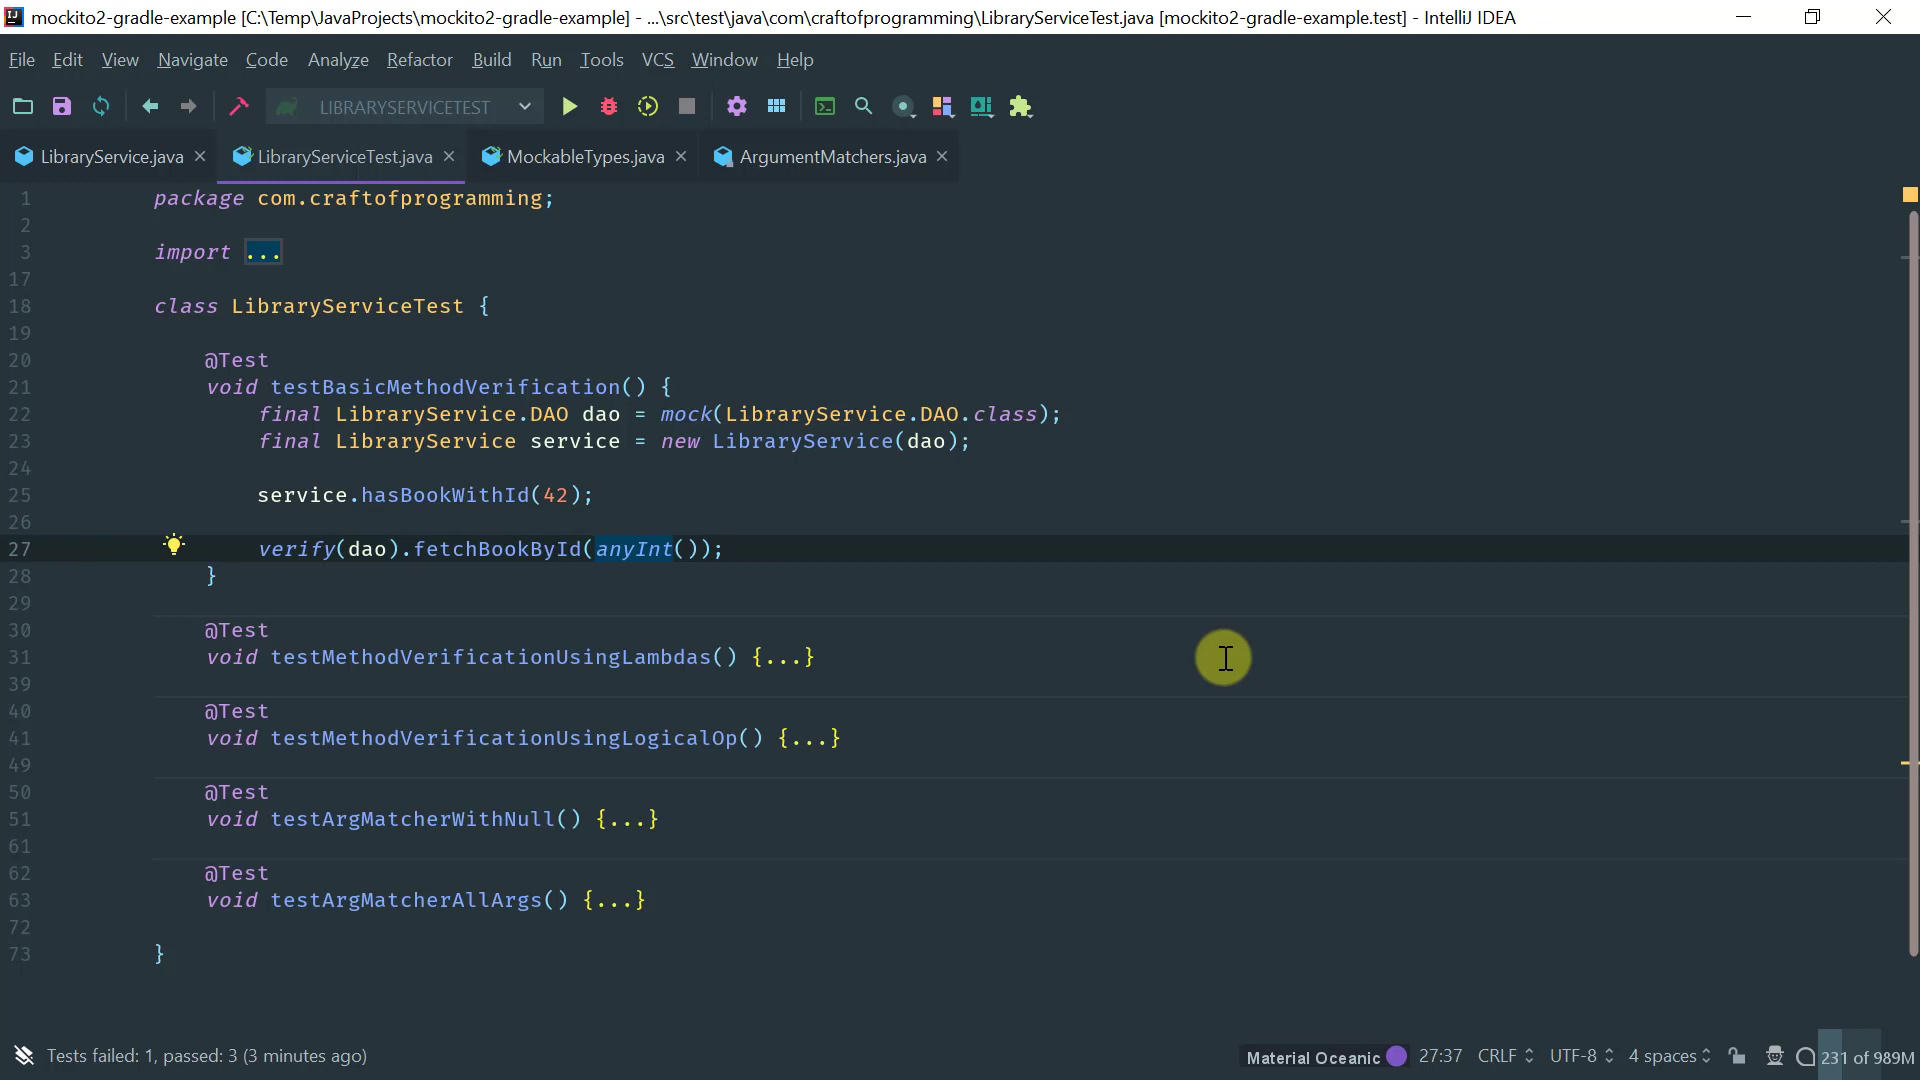 mockito2-gradle-example [C:\Temp\JavaProjects\mockito2-gradle-example] - ...\src\test\java\com\craftofprogramming\LibraryServiceTest.java [mockito2-gradle-example.test] - IntelliJ IDEA
File Edit View Navigate Code Analyze Refactor Build Run Tools VCS Window Help
LIBRARYSERVICETEST
LibraryService.java LibraryServiceTest.java MockableTypes.java ArgumentMatchers.java
1 package com.craftofprogramming;
2
3 import ...
17
18 class LibraryServiceTest {
19
20 @Test
21 void testBasicMethodVerification() {
22 final LibraryService.DAO dao = mock(LibraryService.DAO.class);
23 final LibraryService service = new LibraryService(dao);
24
25 service.hasBookWithId(42);
26
27 verify(dao).fetchBookById(anyInt());
28 }
29
30 @Test
31 void testMethodVerificationUsingLambdas() {...}
39
40 @Test
41 void testMethodVerificationUsingLogicalOp() {...}
49
50 @Test
51 void testArgMatcherWithNull() {...}
61
62 @Test
63 void testArgMatcherAllArgs() {...}
72
73 }
Tests failed: 1, passed: 3 (3 minutes ago) Material Oceanic 27:37 CRLF UTF-8 4 spaces 231 of 989M